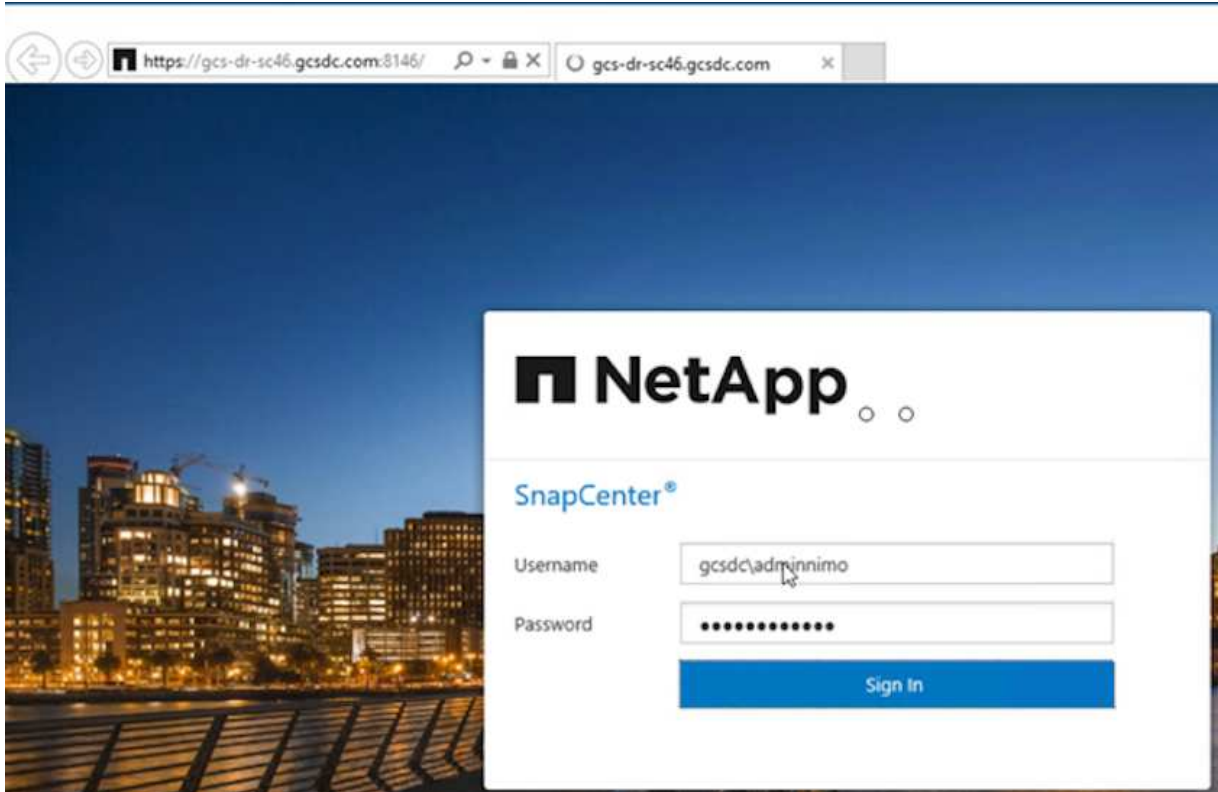 https://gcs-dr-sc46.gcsdc.com:8146/ gcs-dr-sc46.gcsdc.com
NetApp
SnapCenter®
Username gcsdc\adminnimo
Password ••••••••••••
Sign In